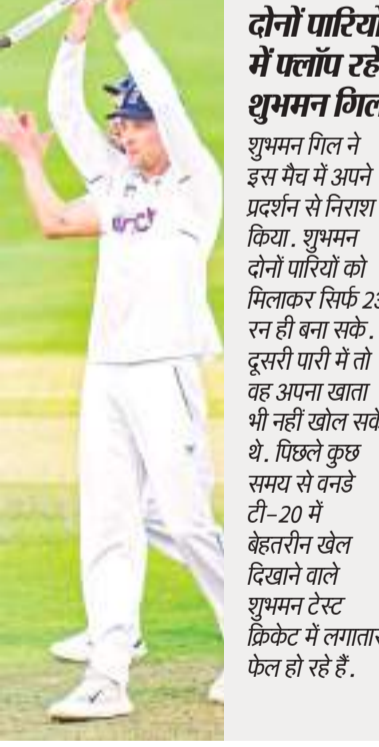 दोनों पारियों
में फ्लॉप रहे
शुभमन गिल
शुभमन गिल ने
इस मैच में अपने
प्रदर्शन से निराश
किया. शुभमन
दोनों पारियों को
मिलाकर सिर्फ 23
रन ही बना सके.
दूसरी पारी में तो
वह अपना खाता
भी नहीं खोल सके
थे. पिछले कुछ
समय से वनडे
टी-20 में
बेहतरीन खेल
दिखाने वाले
शुभमन टेस्ट
क्रिकेट में लगातार
फेल हो रहे हैं.